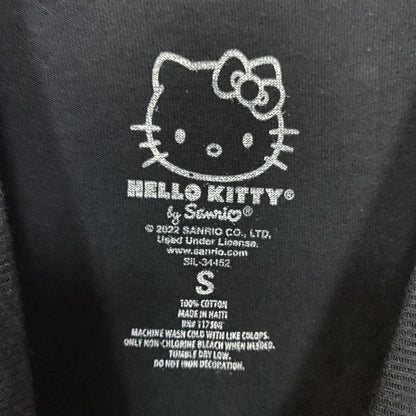 HELLO KITTY®
by Sanrio®
© 2022 SANRIO CO., LTD.
Used Under License.
www.sanrio.com
SIL-34452
S
100% COTTON
MADE IN HAITI
RN# 117504
MACHINE WASH COLD WITH LIKE COLORS.
ONLY NON-CHLORINE BLEACH WHEN NEEDED.
TUMBLE DRY LOW.
DO NOT IRON DECORATION.